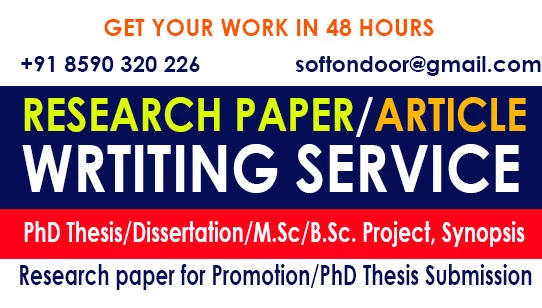 GET YOUR WORK IN 48 HOURS
+91 8590 320 226 softondoor@gmail.com
RESEARCH PAPER/ARTICLE
WRTITING SERVICE
PhD Thesis/Dissertation/M.Sc/B.Sc. Project, Synopsis
Research paper for Promotion/PhD Thesis Submission